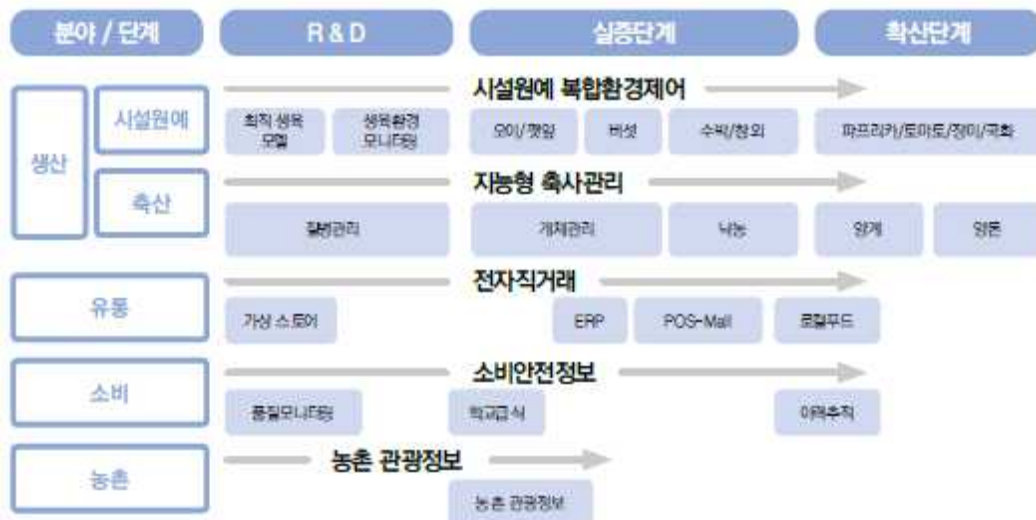 분야 / 단계
R & D
실증단계
확산단계
생산
시설원예
시설원예 복합환경제어
최적 생육
모델
생육환경
모니터링
오이/깻잎
버섯
수박/참외
파프리카/토마토/장미/국화
축산
지능형 축사관리
질병관리
개체관리
낙농
양계
양돈
유통
전자직거래
가상 스토어
ERP
POS-Mall
로컬푸드
소비
소비안전정보
품질모니터링
학교급식
이력추적
농촌
농촌 관광정보
농촌 관광정보